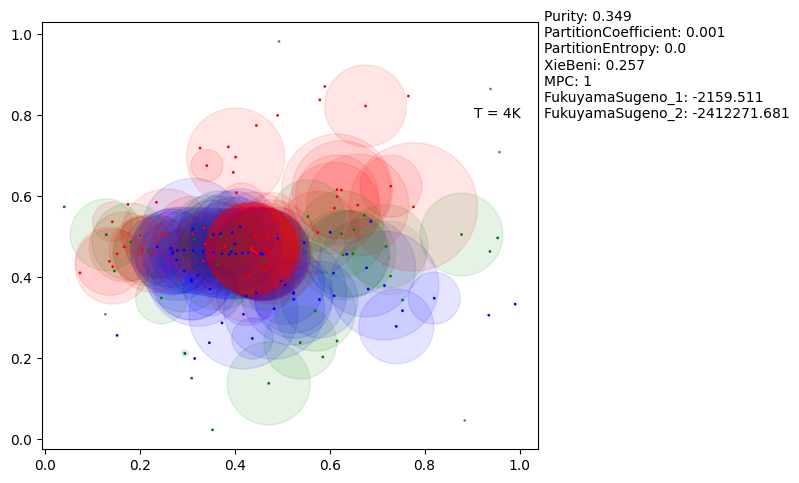 Purity: 0.349
PartitionCoefficient: 0.001
PartitionEntropy: 0.0
XieBeni: 0.257
MPC: 1
FukuyamaSugeno_1: -2159.511
FukuyamaSugeno_2: -2412271.681
T = 4K
1.0
0.8
0.6
0.4
0.2
0.0
0.0 0.2 0.4 0.6 0.8 1.0